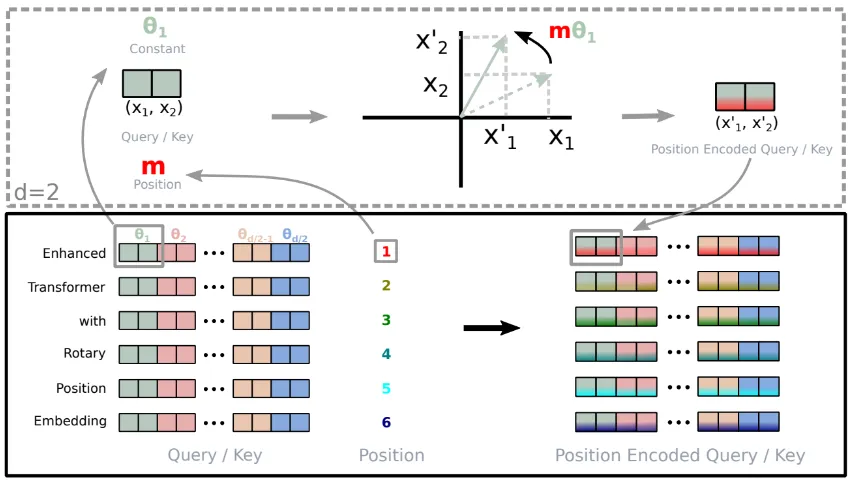 θ1
Constant
(x1, x2)
Query / Key
m
Position
d=2
x'2
x2
x'1
x1
mθ1
(x'1, x'2)
Position Encoded Query / Key
θ1 θ2 θd/2-1 θd/2
Enhanced ••• 1 •••
Transformer ••• 2 •••
with ••• 3 •••
Rotary ••• 4 •••
Position ••• 5 •••
Embedding ••• 6 •••
Query / Key Position Position Encoded Query / Key